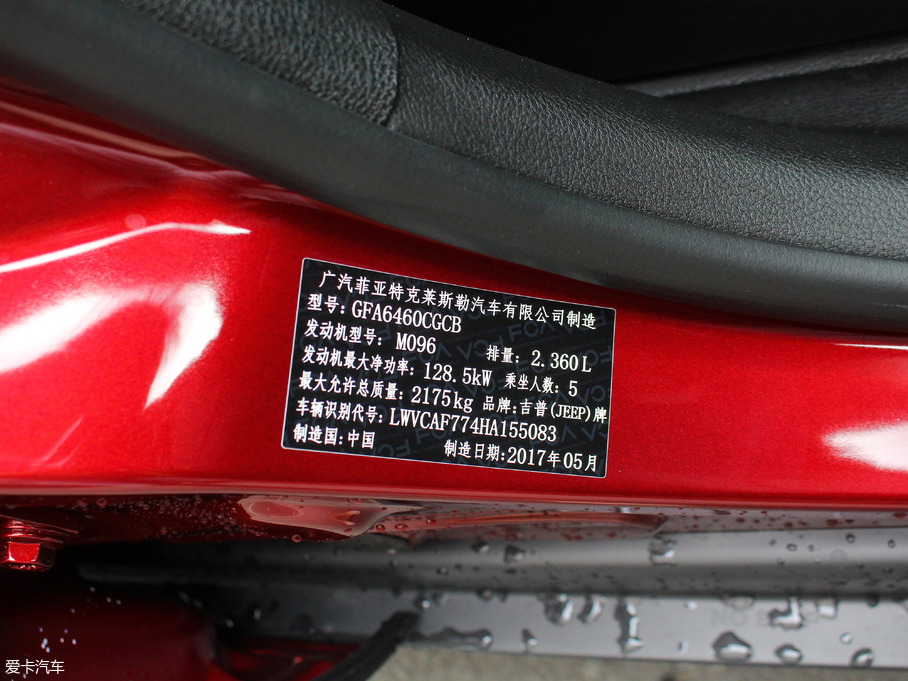 广汽菲亚特克莱斯勒汽车有限公司制造
型号: GFA6460CGCB
发动机型号: M096 排量: 2.360L
发动机最大净功率: 128.5kW 乘坐人数: 5
最大允许总质量: 2175kg 品牌:吉普(JEEP)牌
车辆识别代号: LWVCAF774HA155083
制造国:中国 制造日期:2017年05月
爱卡汽车